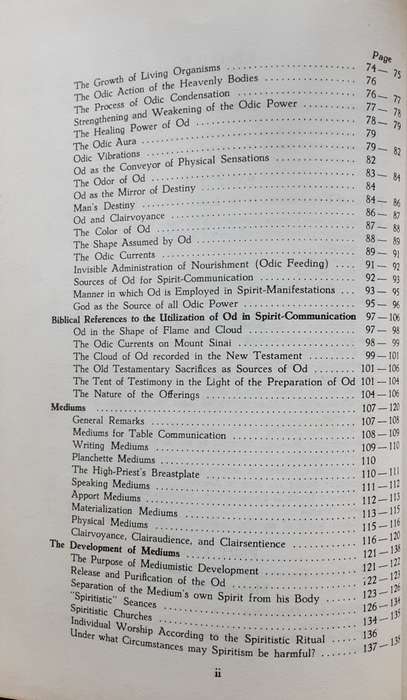 Page
The Growth of Living Organisms 74—75
The Odic Action of the Heavenly Bodies 76
The Process of Odic Condensation 76—77
Strengthening and Weakening of the Odic Power 77—78
The Healing Power of Od 78—79
The Odic Aura 79
Odic Vibrations 79—82
Od as the Conveyor of Physical Sensations 82
The Odor of Od 83—84
Od as the Mirror of Destiny 84
Man's Destiny 84—86
Od and Clairvoyance 86—87
The Color of Od 87—88
The Shape Assumed by Od 88—89
The Odic Currents 89—91
Invisible Administration of Nourishment (Odic Feeding) 91—92
Sources of Od for Spirit-Communication 92—93
Manner in which Od is Employed in Spirit-Manifestations 93—95
God as the Source of all Odic Power 95—96
Biblical References to the Utilization of Od in Spirit-Communication 97—106
Od in the Shape of Flame and Cloud 97—98
The Odic Currents on Mount Sinai 98—99
The Cloud of Od recorded in the New Testament 99—101
The Old Testamentary Sacrifices as Sources of Od 101—106
The Tent of Testimony in the Light of the Preparation of Od 101—104
The Nature of the Offerings 104—106
Mediums 107—120
General Remarks 107—108
Mediums for Table Communication 108—109
Writing Mediums 109—110
Planchette Mediums 110
The High-Priest's Breastplate 110—111
Speaking Mediums 111—112
Apport Mediums 112—113
Materialization Mediums 113—115
Physical Mediums 115—116
Clairvoyance, Clairaudience, and Clairsentience 116—120
The Development of Mediums 121—138
The Purpose of Mediumistic Development 121—122
Release and Purification of the Od 122—123
Separation of the Medium's own Spirit from his Body 123—126
"Spiritistic" Seances 126—134
Spiritistic Churches 134—135
Individual Worship According to the Spiritistic Ritual 136
Under what Circumstances may Spiritism be harmful? 137—138
ii